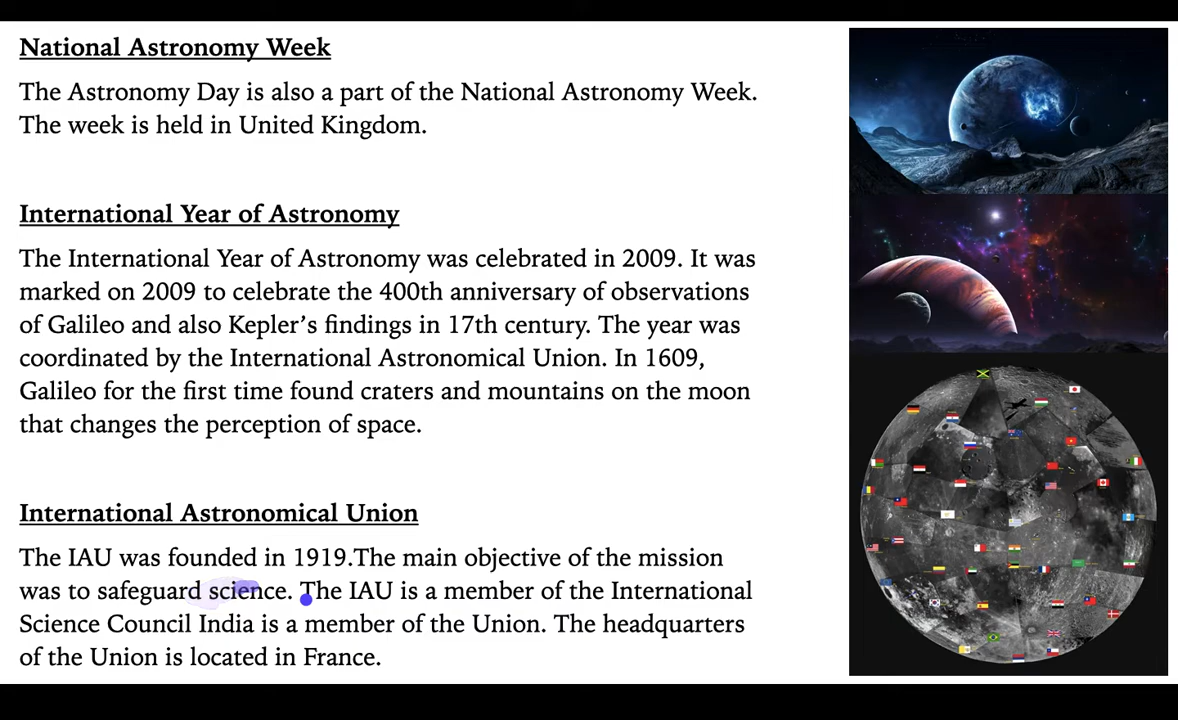 National Astronomy Week
The Astronomy Day is also a part of the National Astronomy Week.
The week is held in United Kingdom.
International Year of Astronomy
The International Year of Astronomy was celebrated in 2009. It was
marked on 2009 to celebrate the 400th anniversary of observations
of Galileo and also Kepler’s findings in 17th century. The year was
coordinated by the International Astronomical Union. In 1609,
Galileo for the first time found craters and mountains on the moon
that changes the perception of space.
International Astronomical Union
The IAU was founded in 1919.The main objective of the mission
was to safeguard science. The IAU is a member of the International
Science Council India is a member of the Union. The headquarters
of the Union is located in France.